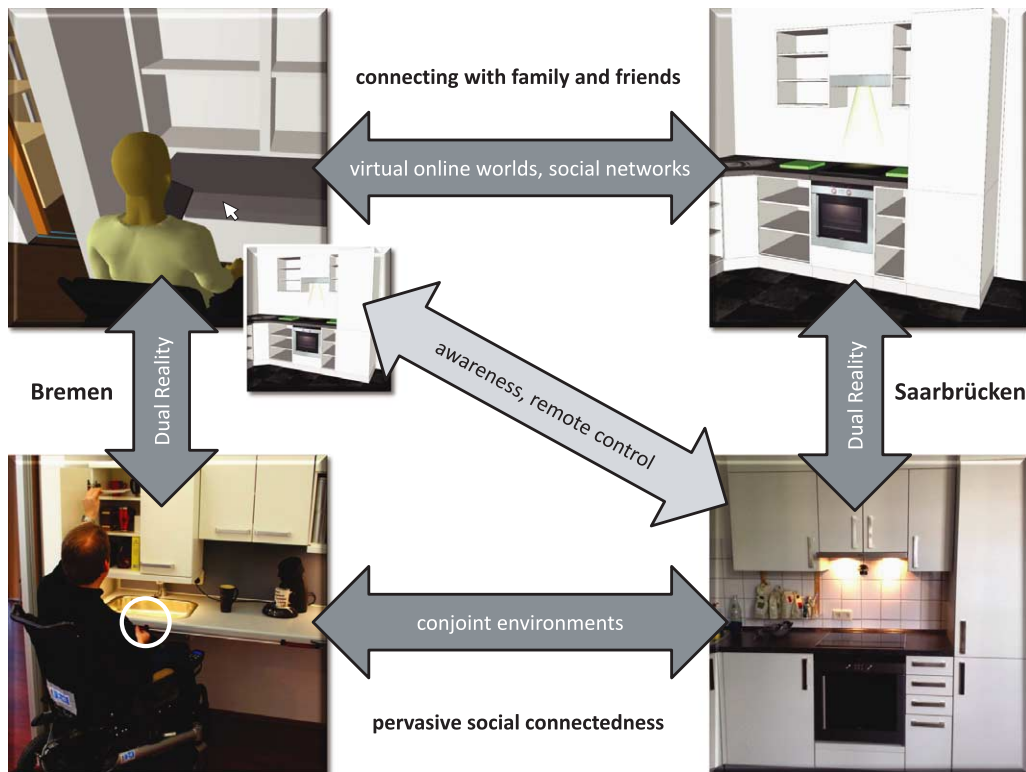 connecting with family and friends
virtual online worlds, social networks
awareness, remote control
Bremen
Dual Reality
Dual Reality
Saarbrücken
conjoint environments
pervasive social connectedness